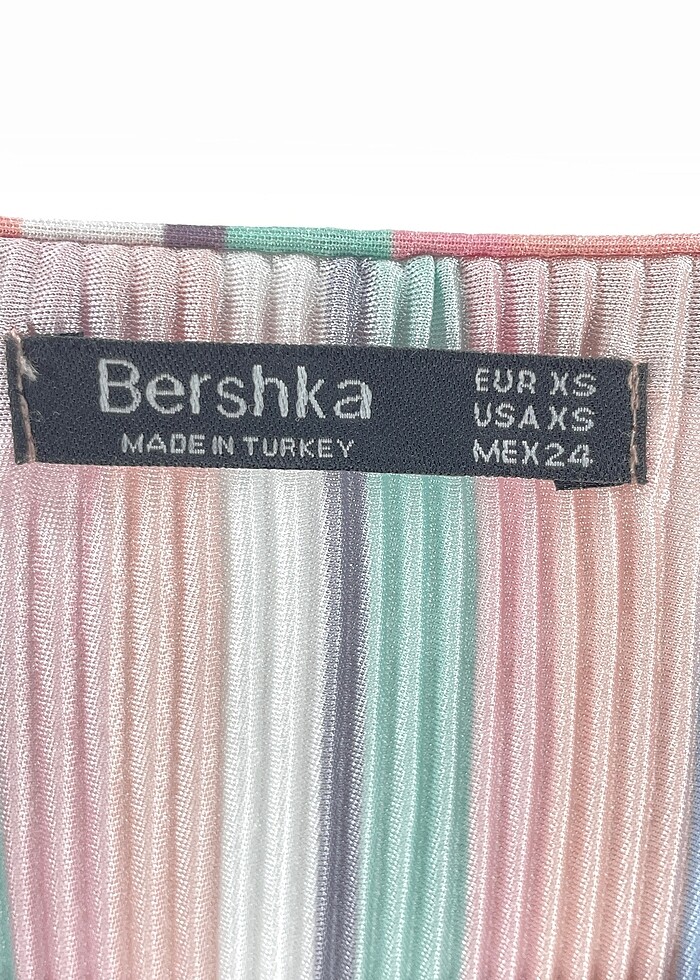 Bershka
MADE IN TURKEY
EUR XS
USA XS
MEX 24